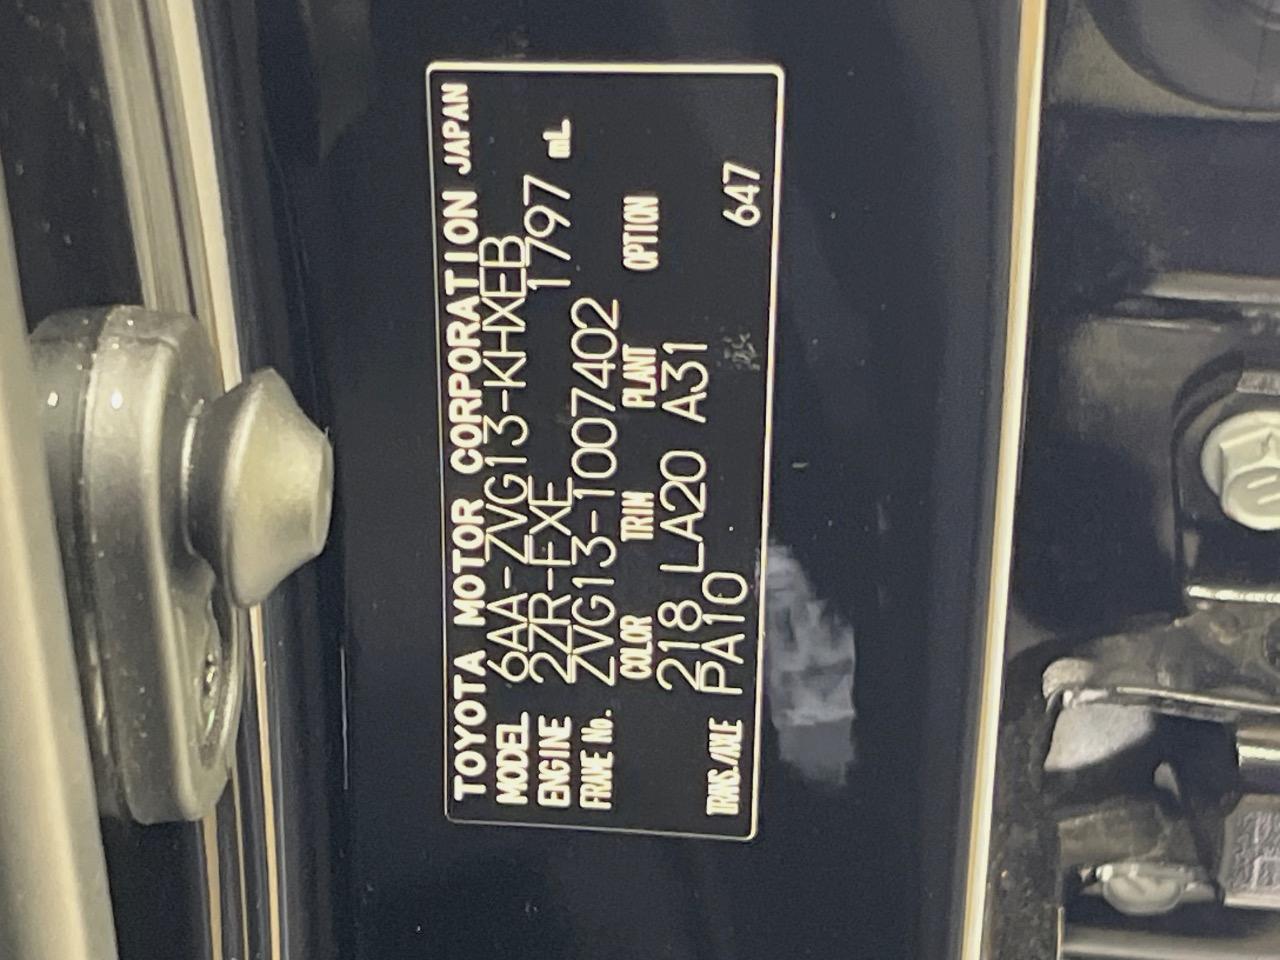 TOYOTA MOTOR CORPORATION JAPAN
MODEL 6AA-ZVG13-KHXEB
ENGINE 2ZR-FXE 1797 mL
FRAME No. ZVG13-1007402
COLOR TRIM PLANT OPTION
218 LA20 A31
TRANS./AXLE PA10 647